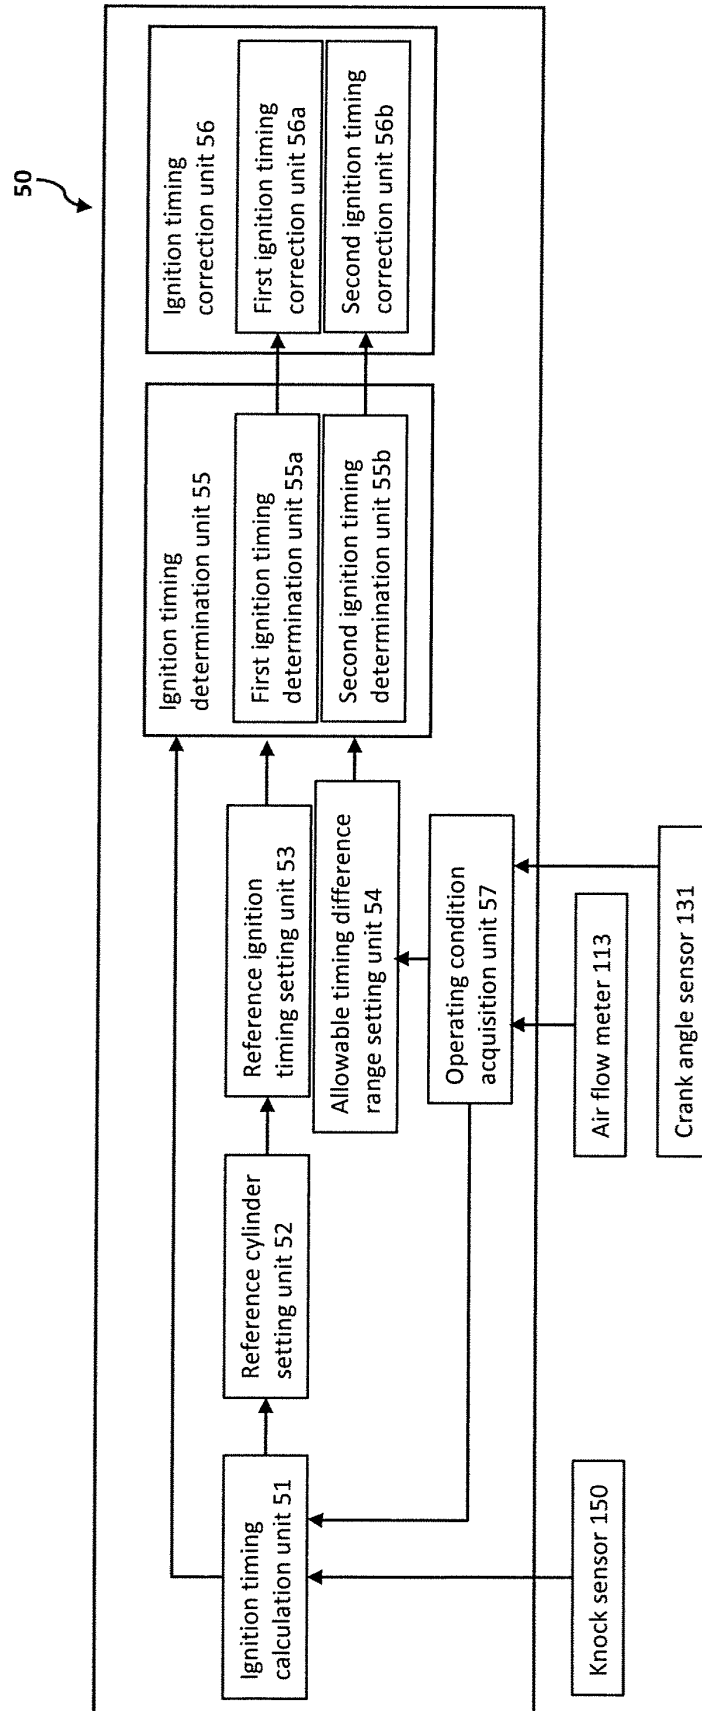 50
Ignition timing
calculation unit 51
Reference cylinder
setting unit 52
Reference ignition
timing setting unit 53
Allowable timing difference
range setting unit 54
Operating condition
acquisition unit 57
Ignition timing
determination unit 55
First ignition timing
determination unit 55a
Second ignition timing
determination unit 55b
Ignition timing
correction unit 56
First ignition timing
correction unit 56a
Second ignition timing
correction unit 56b
Knock sensor 150
Air flow meter 113
Crank angle sensor 131